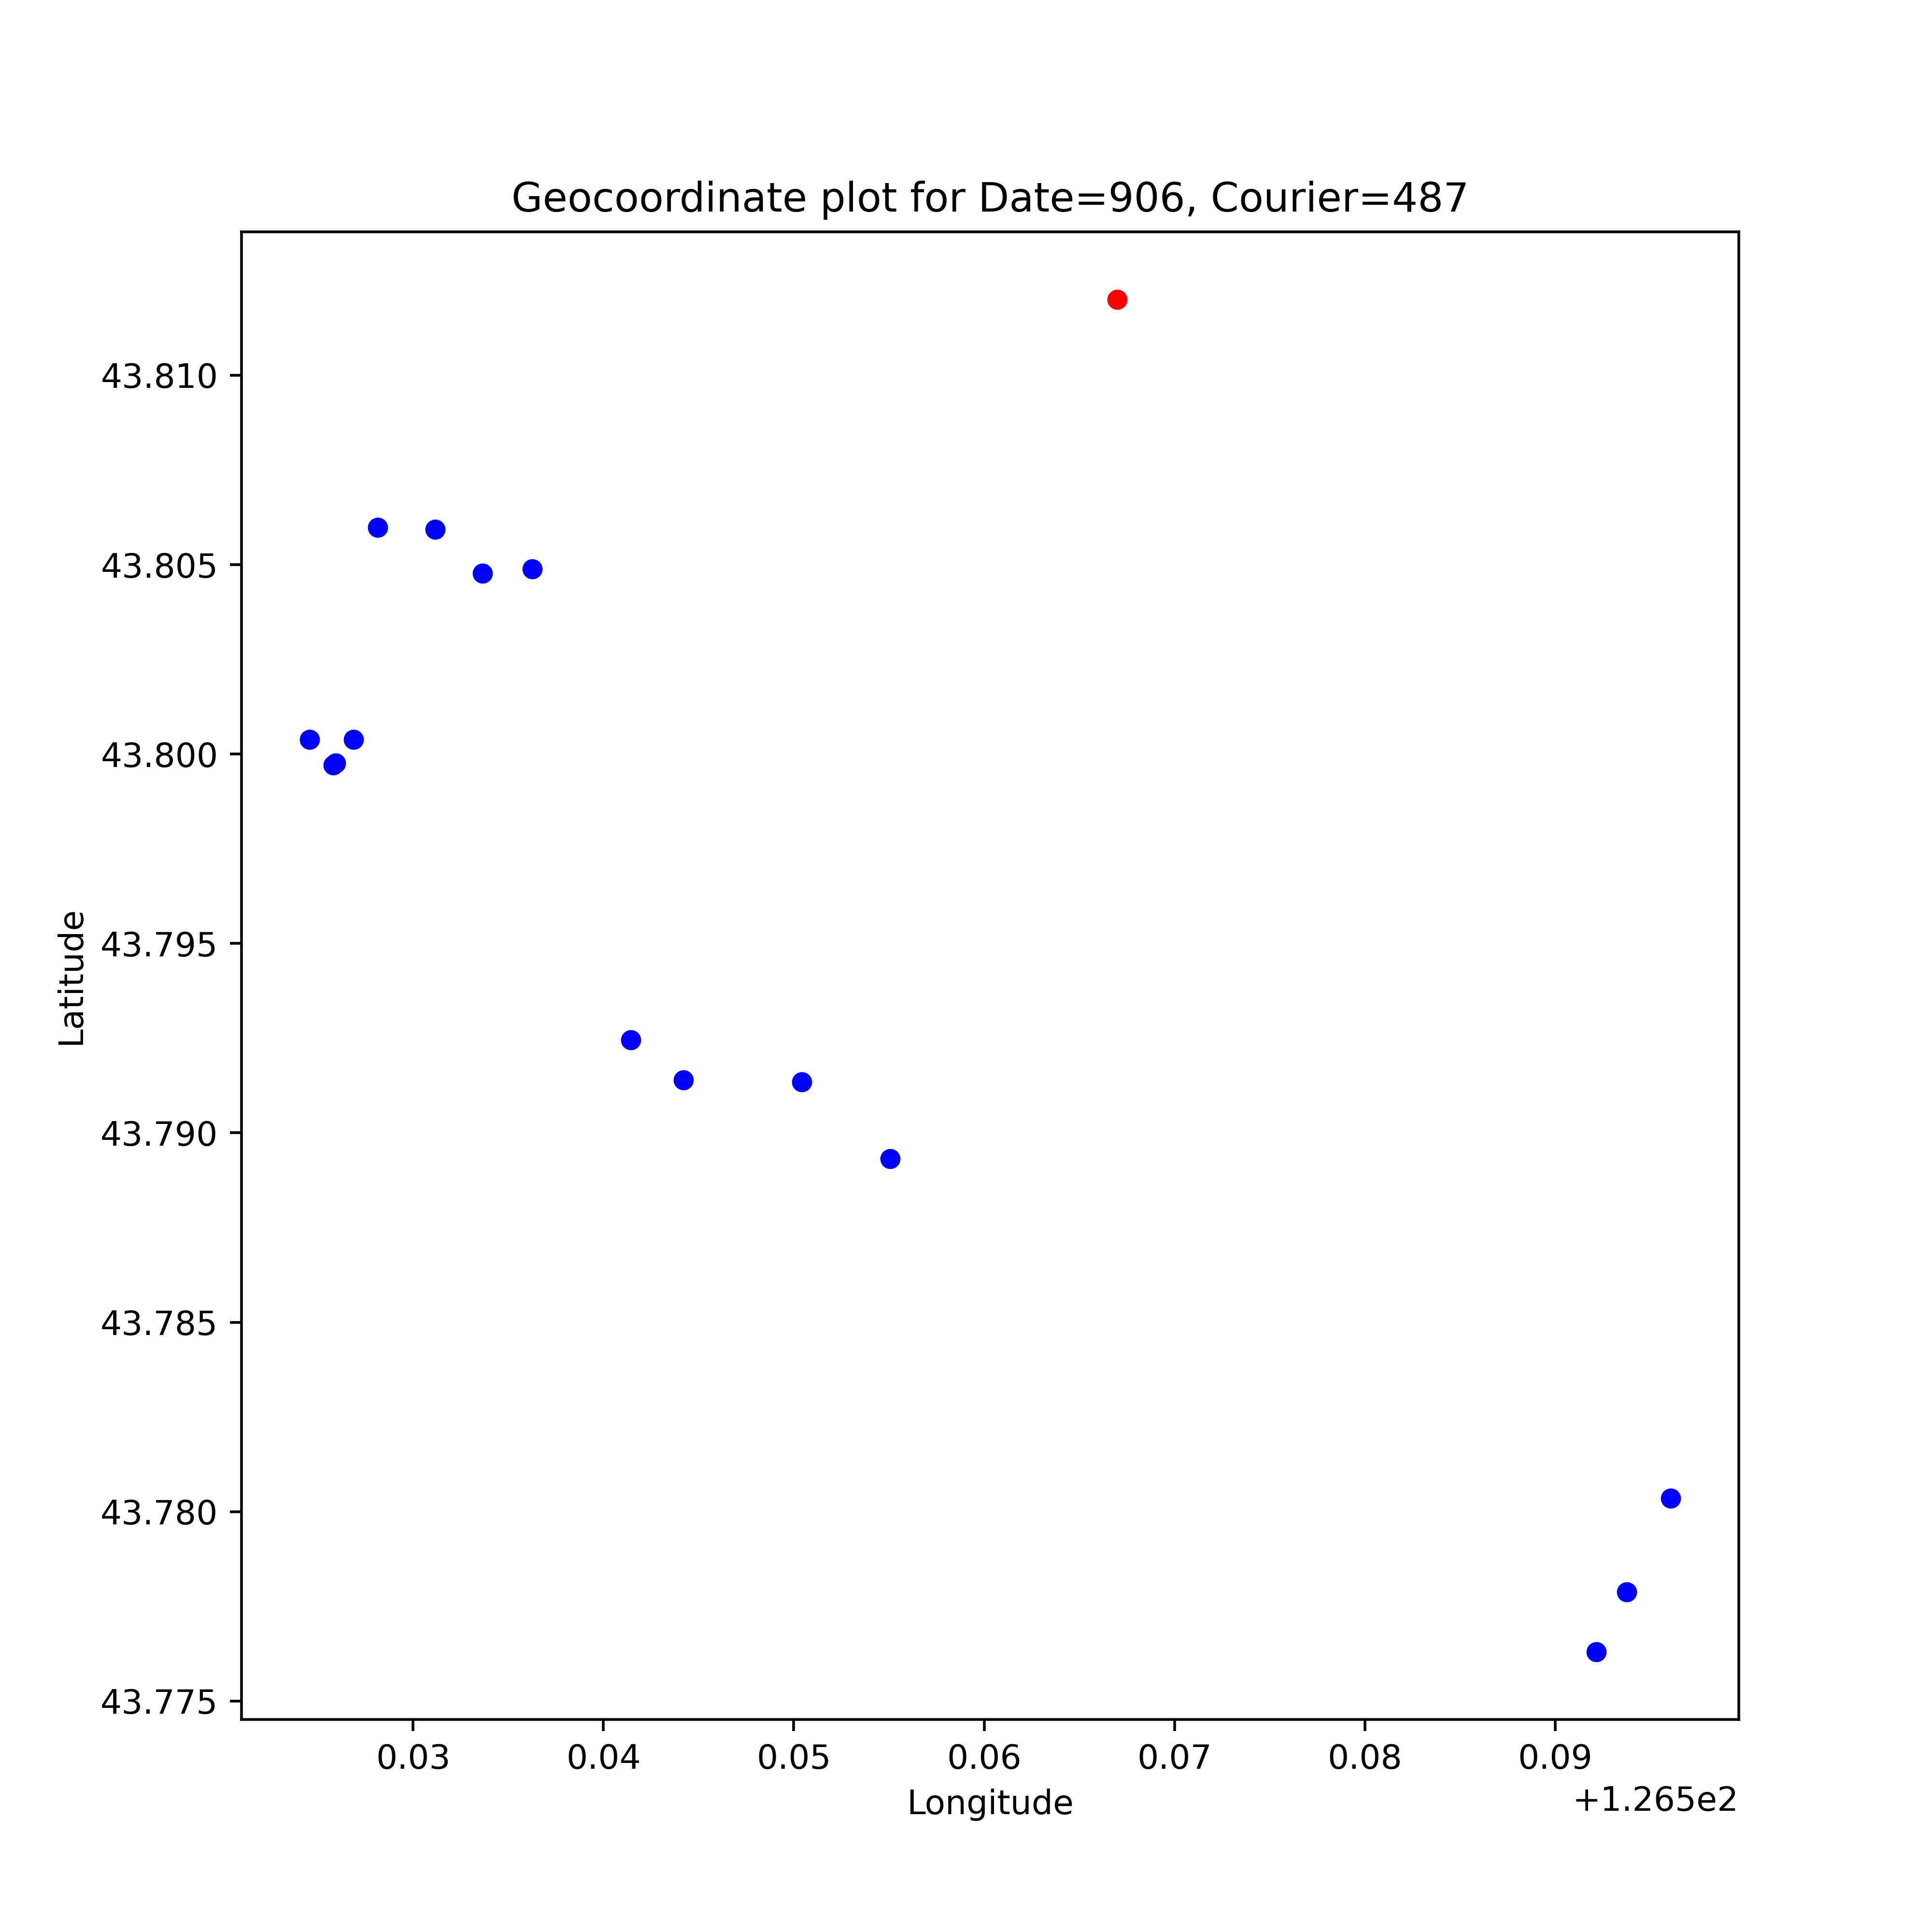 Geocoordinate plot for Date=906, Courier=487
43.810
43.805
43.800
43.795
43.790
43.785
43.780
43.775
Latitude
0.03 0.04 0.05 0.06 0.07 0.08 0.09
+1.265e2
Longitude